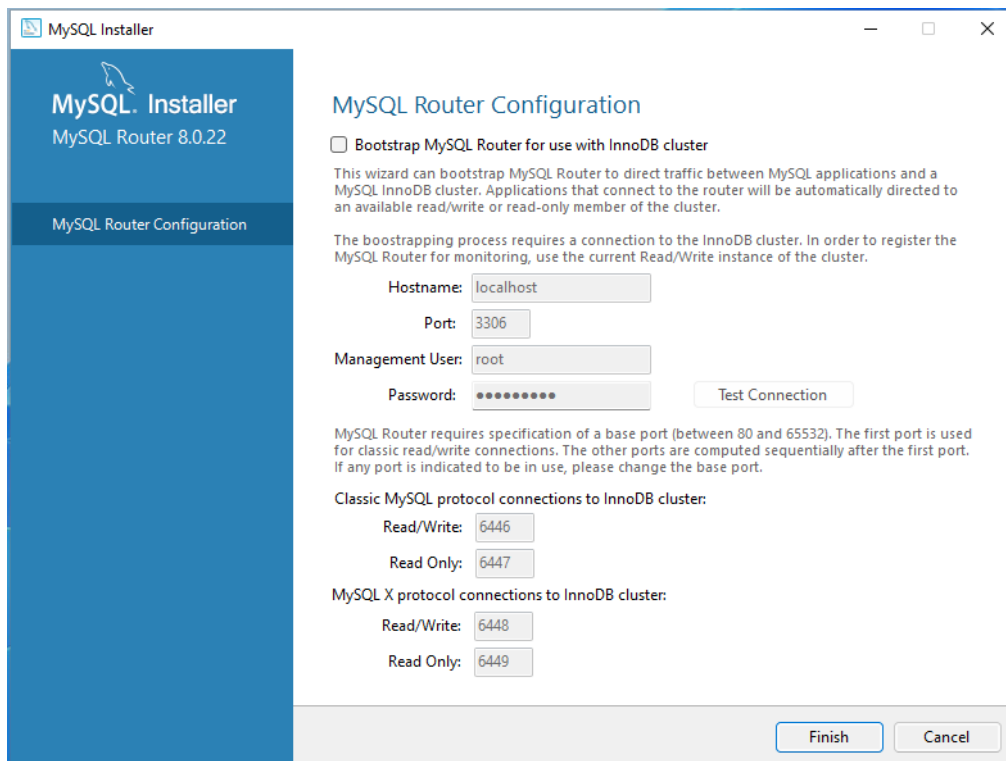 MySQL Installer
MySQL. Installer
MySQL Router 8.0.22
MySQL Router Configuration
MySQL Router Configuration
Bootstrap MySQL Router for use with InnoDB cluster
This wizard can bootstrap MySQL Router to direct traffic between MySQL applications and a
MySQL InnoDB cluster. Applications that connect to the router will be automatically directed to
an available read/write or read-only member of the cluster.
The boostrapping process requires a connection to the InnoDB cluster. In order to register the
MySQL Router for monitoring, use the current Read/Write instance of the cluster.
Hostname: localhost
Port: 3306
Management User: root
Password: ●●●●●●●●● Test Connection
MySQL Router requires specification of a base port (between 80 and 65532). The first port is used
for classic read/write connections. The other ports are computed sequentially after the first port.
If any port is indicated to be in use, please change the base port.
Classic MySQL protocol connections to InnoDB cluster:
Read/Write: 6446
Read Only: 6447
MySQL X protocol connections to InnoDB cluster:
Read/Write: 6448
Read Only: 6449
Finish Cancel